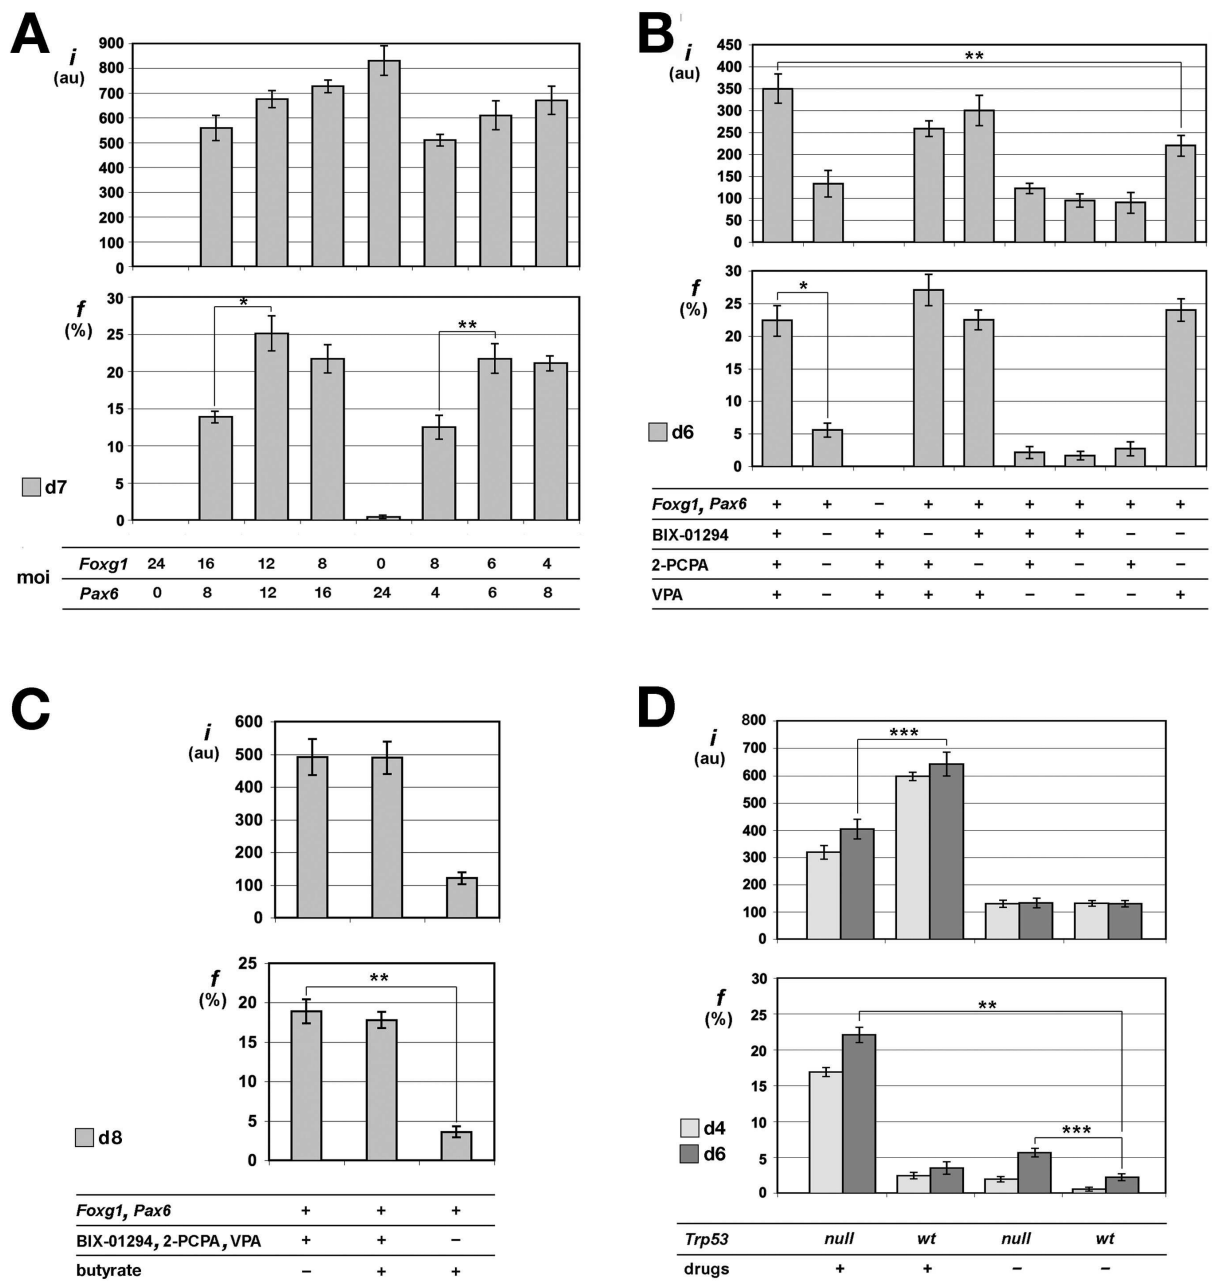 A
i
(au)
900
800
700
600
500
400
300
200
100
0
f
(%)
30
25
20
15
10
5
0
*
**
d7
moi
Foxg1 24 16 12 8 0 8 6 4
Pax6 0 8 12 16 24 4 6 8
B
i
(au)
450
400
350
300
250
200
150
100
50
0
**
f
(%)
30
25
20
15
10
5
0
*
d6
Foxg1, Pax6 + + − + + + + + +
BIX-01294 + − + − + + + − −
2-PCPA + − + + − + − + −
VPA + − + + + − − − +
C
i
(au)
600
500
400
300
200
100
0
f
(%)
25
20
15
10
5
0
**
d8
Foxg1, Pax6 + + +
BIX-01294, 2-PCPA, VPA + + −
butyrate − + +
D
i
(au)
800
700
600
500
400
300
200
100
0
***
f
(%)
30
25
20
15
10
5
0
**
***
d4
d6
Trp53 null wt null wt
drugs + + − −